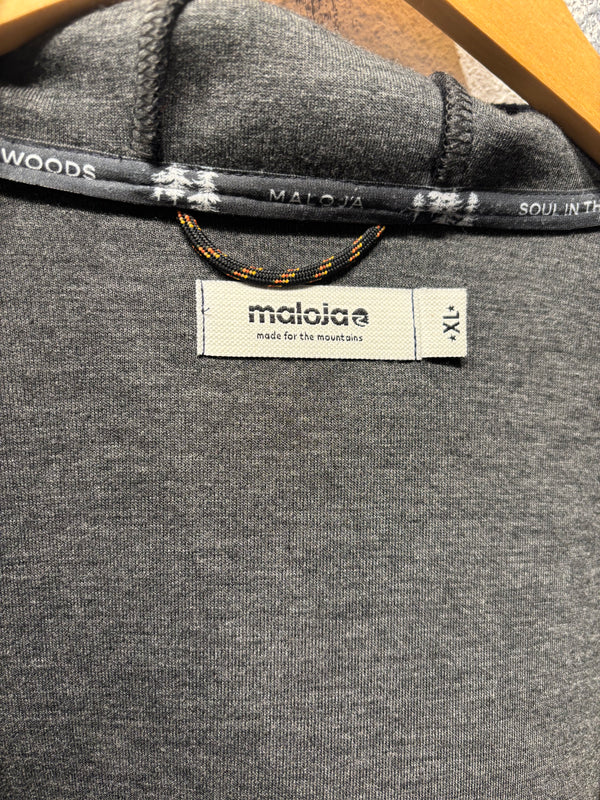 WOODS
MALOJA
SOUL IN TH
maloja
made for the mountains
*XL*